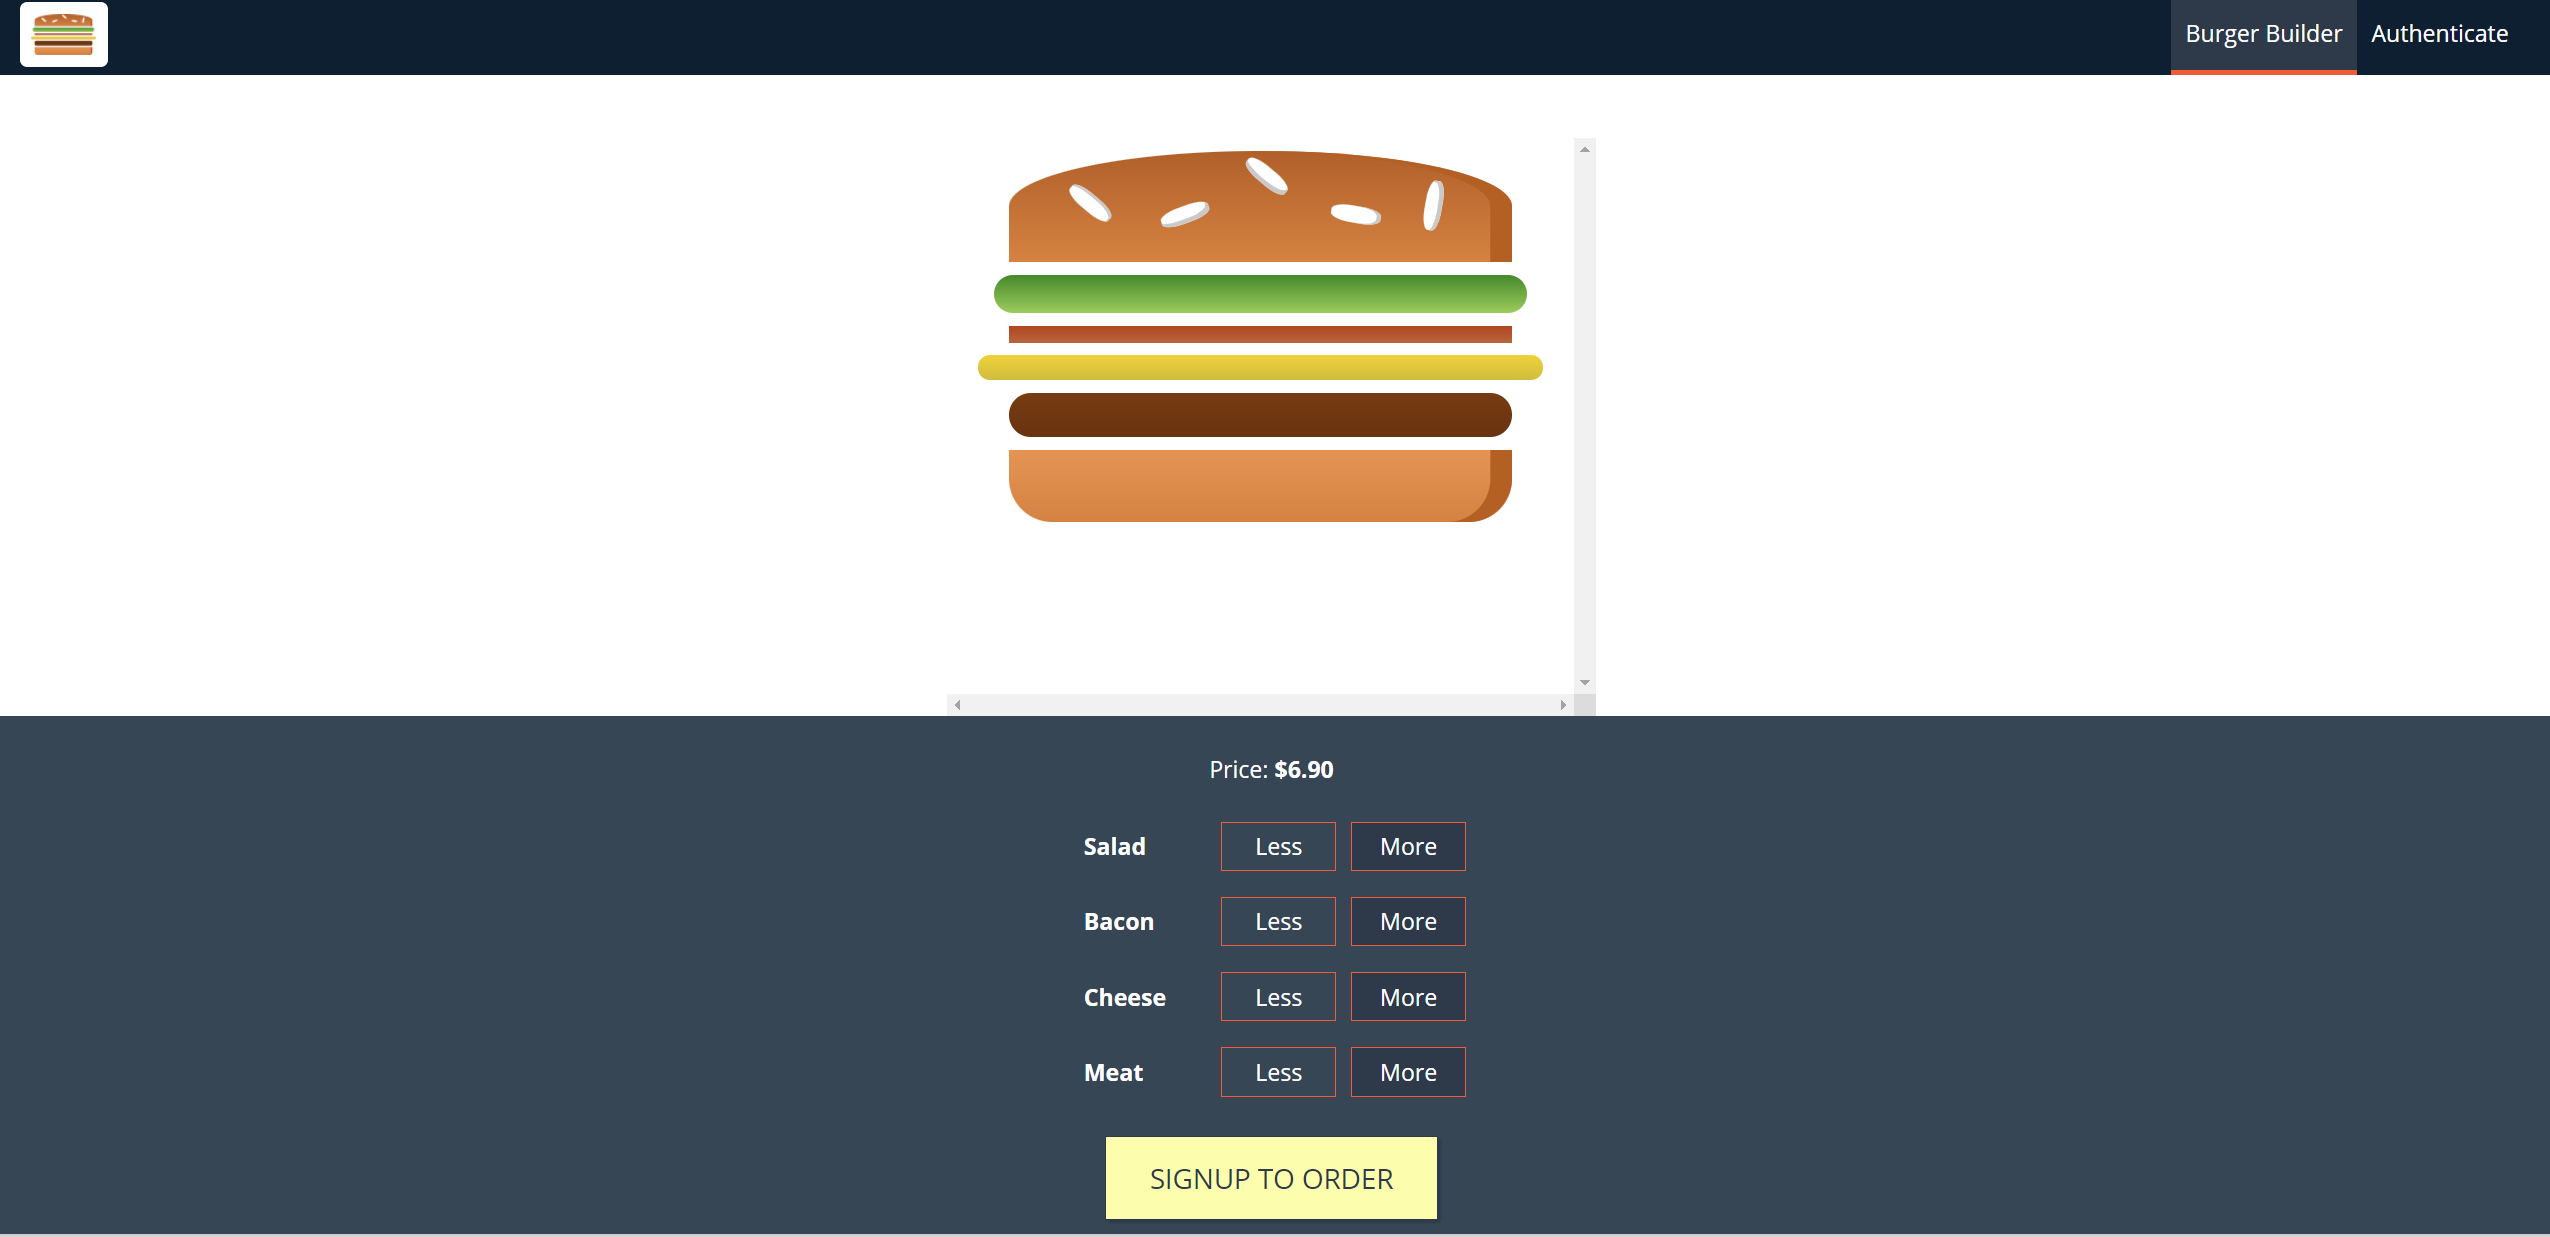 Burger Builder Authenticate
Price: $6.90
Salad Less More
Bacon Less More
Cheese Less More
Meat Less More
SIGNUP TO ORDER